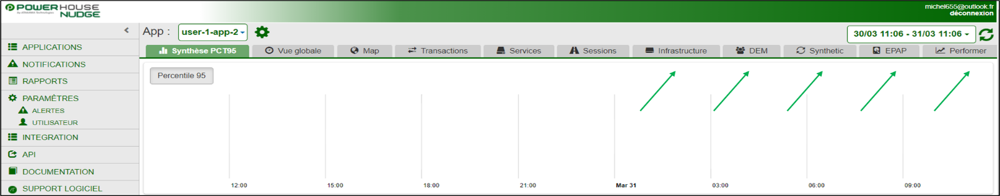 POWERHOUSE
NUDGE
by ATAKAMA Technologies
michel655@outlook.fr
déconnexion
App :
user-1-app-2
30/03 11:06 - 31/03 11:06
APPLICATIONS
NOTIFICATIONS
RAPPORTS
PARAMÈTRES
ALERTES
UTILISATEUR
INTEGRATION
API
DOCUMENTATION
SUPPORT LOGICIEL
Synthèse PCT95
Vue globale
Map
Transactions
Services
Sessions
Infrastructure
DEM
Synthetic
EPAP
Performer
Percentile 95
12:00
15:00
18:00
21:00
Mar 31
03:00
06:00
09:00